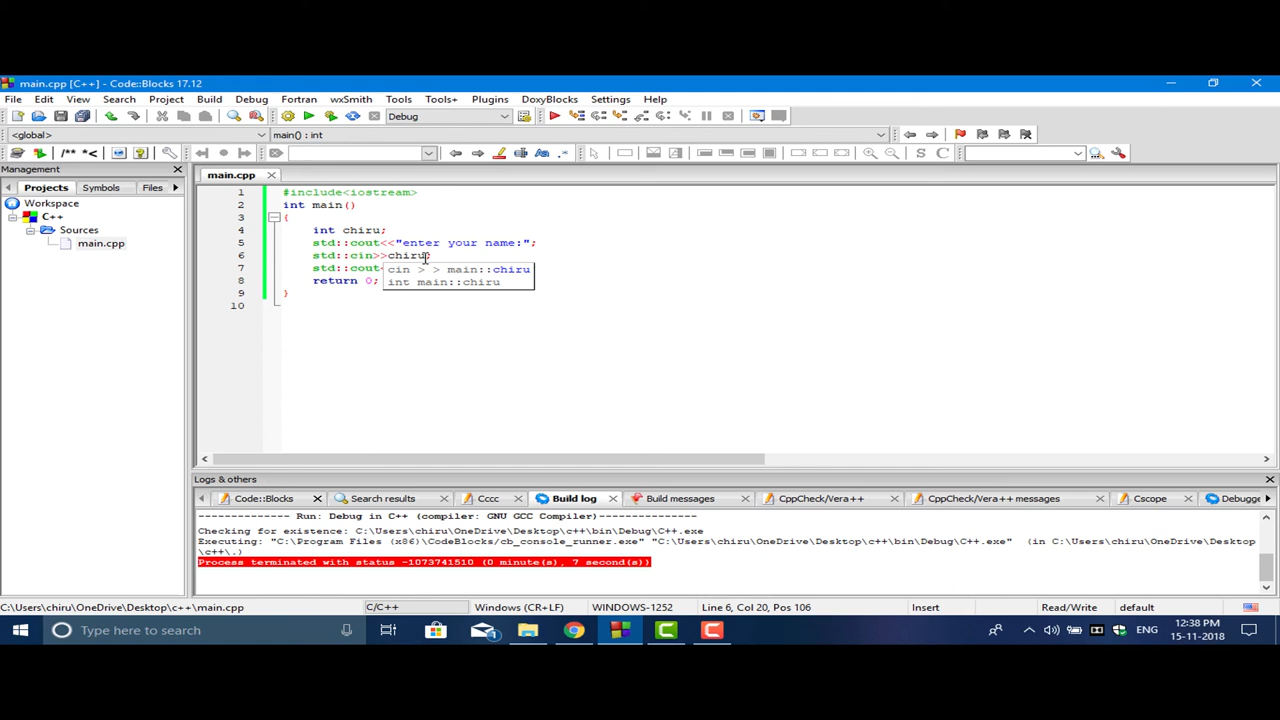 main.cpp [C++] - Code::Blocks 17.12
File Edit View Search Project Build Debug Fortran wxSmith Tools Tools+ Plugins DoxyBlocks Settings Help
Debug
<global> main() : int
/** *<
S C
Management
main.cpp
Projects Symbols Files
Workspace
C++
Sources
main.cpp
1 #include<iostream>
2 int main()
3 {
4 int chiru;
5 std::cout<<"enter your name:";
6 std::cin>>chiru;
7 std::cout
cin > > main::chiru
8 return 0;
int main::chiru
9 }
10
Logs & others
Code::Blocks Search results Cccc Build log Build messages CppCheck/Vera++ CppCheck/Vera++ messages Cscope Debugge
-------------- Run: Debug in C++ (compiler: GNU GCC Compiler)---------------
Checking for existence: C:\Users\chiru\OneDrive\Desktop\c++\bin\Debug\C++.exe
Executing: "C:\Program Files (x86)\CodeBlocks/cb_console_runner.exe" "C:\Users\chiru\OneDrive\Desktop\c++\bin\Debug\C++.exe"  (in C:\Users\chiru\OneDrive\Desktop
\c++\.)
Process terminated with status -1073741510 (0 minute(s), 7 second(s))
C:\Users\chiru\OneDrive\Desktop\c++\main.cpp C/C++ Windows (CR+LF) WINDOWS-1252 Line 6, Col 20, Pos 106 Insert Read/Write default
Type here to search
1
ENG
12:38 PM
15-11-2018